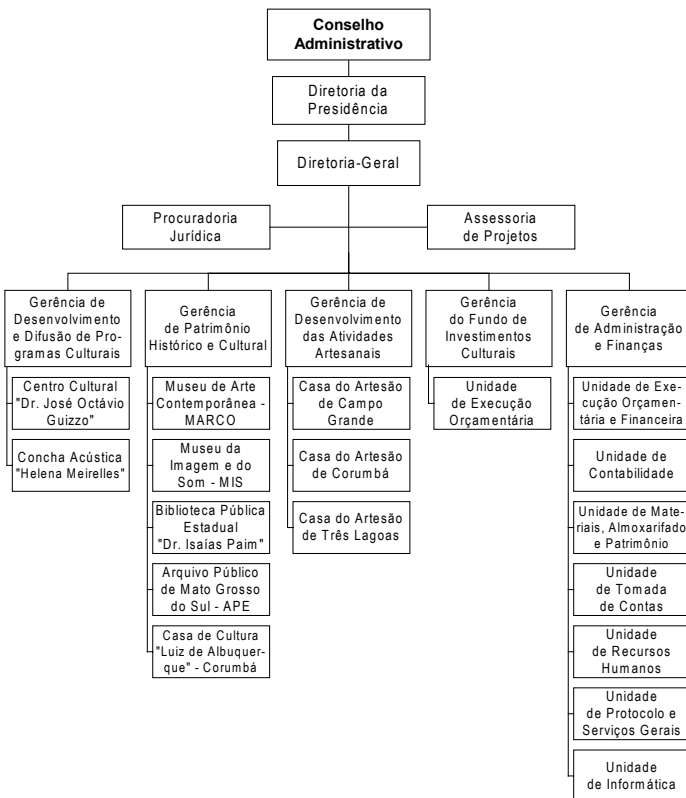 Conselho
Administrativo
Diretoria da
Presidência
Diretoria-Geral
Procuradoria
Jurídica
Assessoria
de Projetos
Gerência de
Desenvolvimento
e Difusão de Pro-
gramas Culturais
Centro Cultural
"Dr. José Octávio
Guizzo"
Concha Acústica
"Helena Meirelles"
Gerência
de Patrimônio
Histórico e Cultural
Museu de Arte
Contemporânea -
MARCO
Museu da
Imagem e do
Som - MIS
Biblioteca Pública
Estadual
"Dr. Isaías Paim"
Arquivo Público
de Mato Grosso
do Sul - APE
Casa de Cultura
"Luiz de Albuquer-
que" - Corumbá
Gerência de
Desenvolvimento
das Atividades
Artesanais
Casa do Artesão
de Campo
Grande
Casa do Artesão
de Corumbá
Casa do Artesão
de Três Lagoas
Gerência
do Fundo de
Investimentos
Culturais
Unidade
de Execução
Orçamentária
Gerência
de Administração
e Finanças
Unidade de Exe-
cução Orçamen-
tária e Financeira
Unidade de
Contabilidade
Unidade de Mate-
riais, Almoxarifado
e Patrimônio
Unidade
de Tomada
de Contas
Unidade
de Recursos
Humanos
Unidade
de Protocolo e
Serviços Gerais
Unidade
de Informática